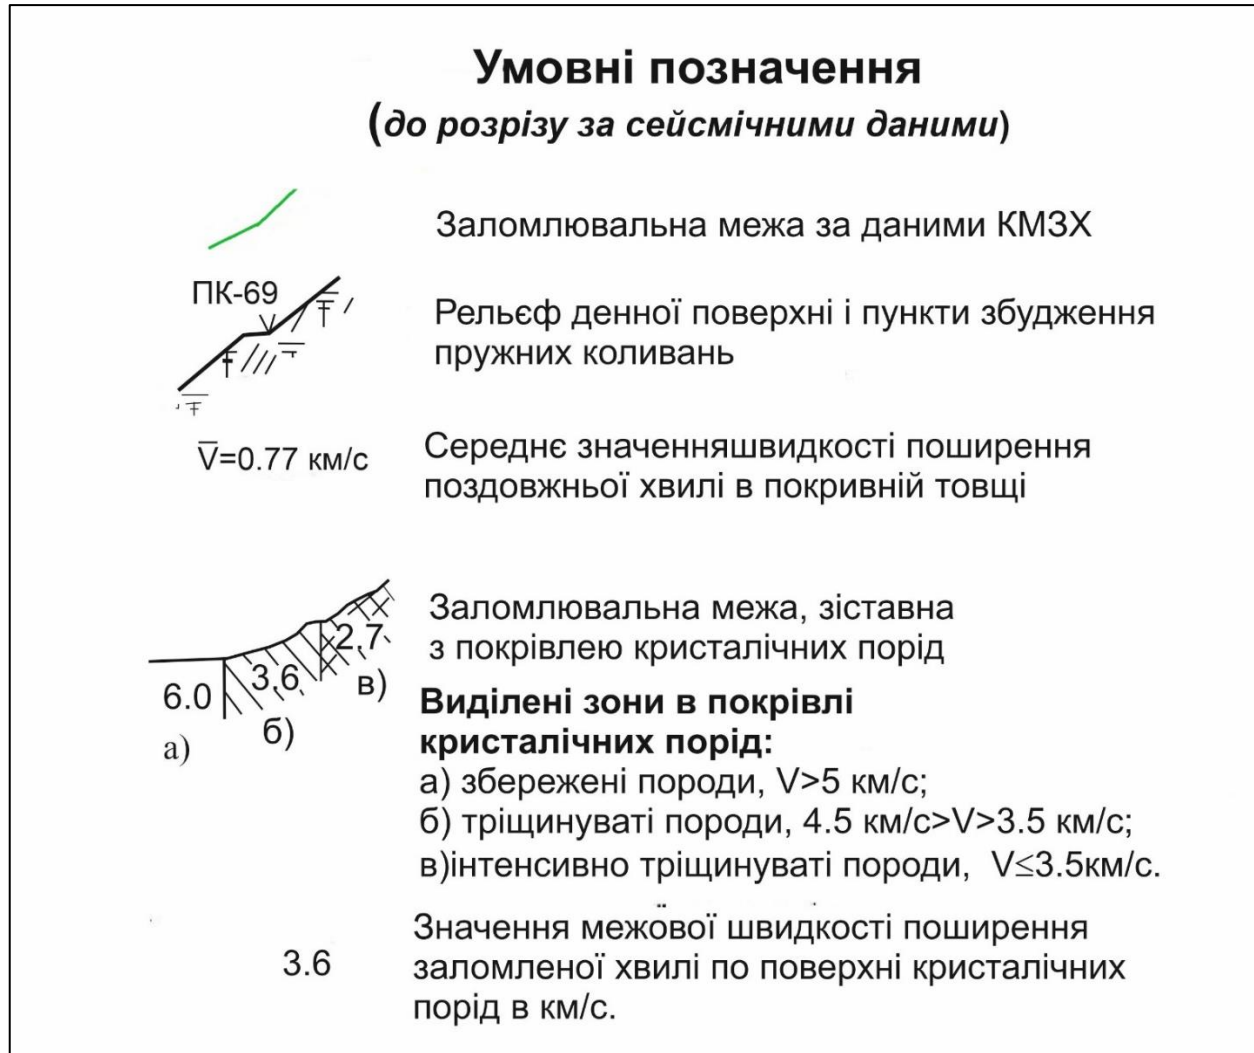 Умовні позначення
(до розрізу за сейсмічними даними)
Заломлювальна межа за даними КМЗХ
ПК-69
Рельєф денної поверхні і пункти збудження
пружних коливань
V̅=0.77 км/с
Середнє значенняшвидкості поширення
поздовжньої хвилі в покривній товщі
Заломлювальна межа, зіставна
з покрівлею кристалічних порід
6.0
3,6
2,7
а)
б)
в)
Виділені зони в покрівлі
кристалічних порід:
а) збережені породи, V>5 км/с;
б) тріщинуваті породи, 4.5 км/с>V>3.5 км/с;
в)інтенсивно тріщинуваті породи, V≤3.5км/с.
3.6
Значення межової швидкості поширення
заломленої хвилі по поверхні кристалічних
порід в км/с.